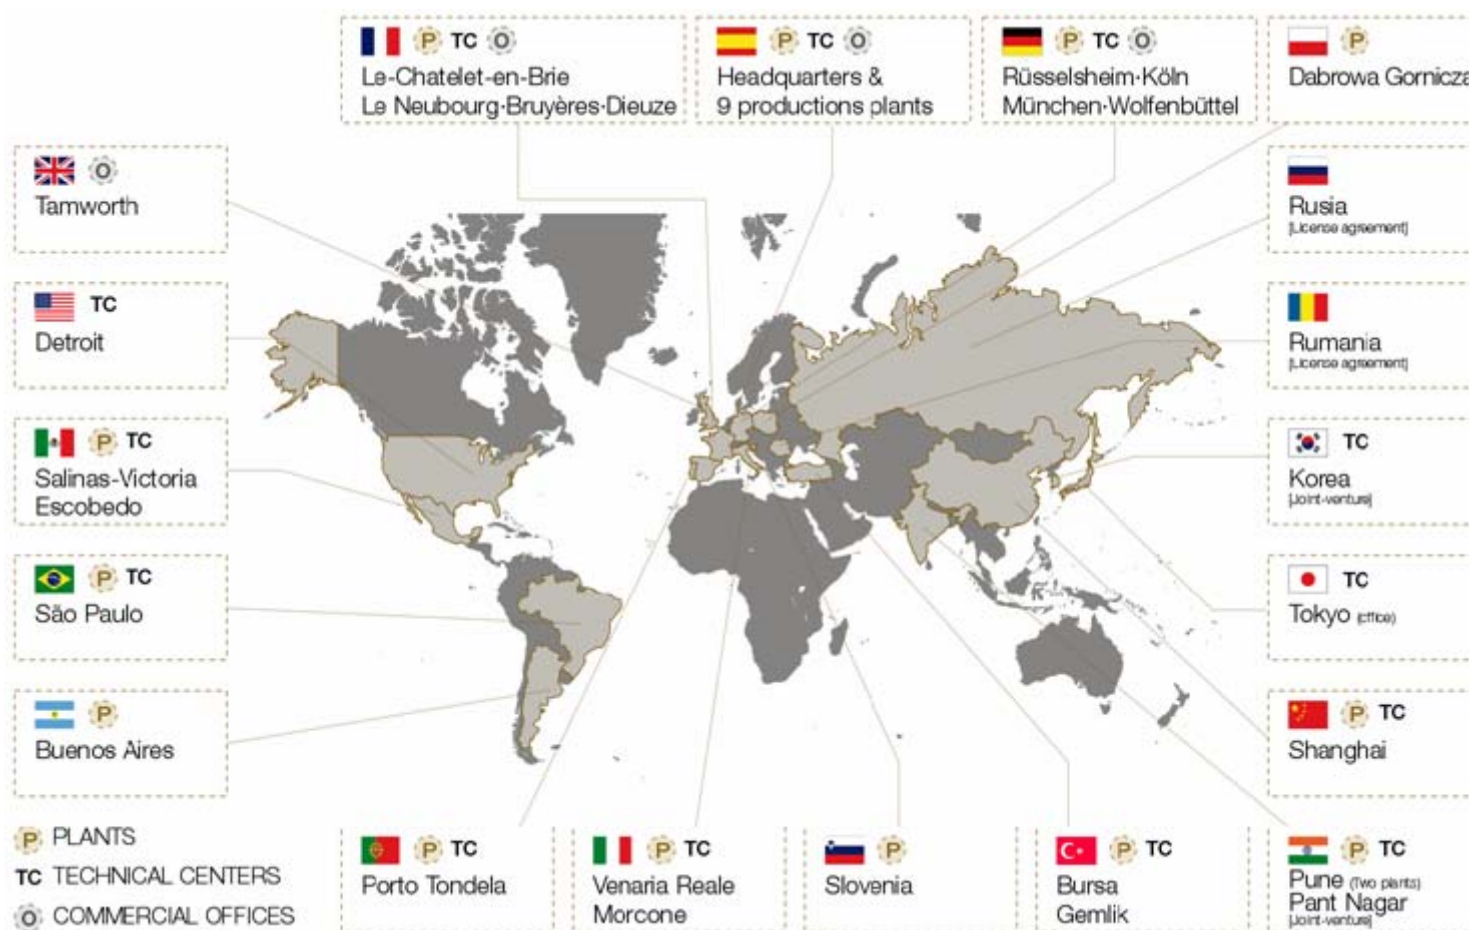 P TC O
Le-Chatelet-en-Brie
Le Neubourg·Bruyères·Dieuze
P TC O
Headquarters &
9 productions plants
P TC O
Rüsselsheim·Köln
München·Wolfenbüttel
P
Dabrowa Gornicza
O
Tamworth
Rusia
[License agreement]
TC
Detroit
Rumania
[License agreement]
P TC
Salinas-Victoria
Escobedo
TC
Korea
[Joint-venture]
P TC
São Paulo
TC
Tokyo (office)
P
Buenos Aires
P TC
Shanghai
P PLANTS
TC TECHNICAL CENTERS
O COMMERCIAL OFFICES
P TC
Porto Tondela
P TC
Venaria Reale
Morcone
P
Slovenia
P TC
Bursa
Gemlik
P TC
Pune (Two plants)
Pant Nagar
[Joint-venture]